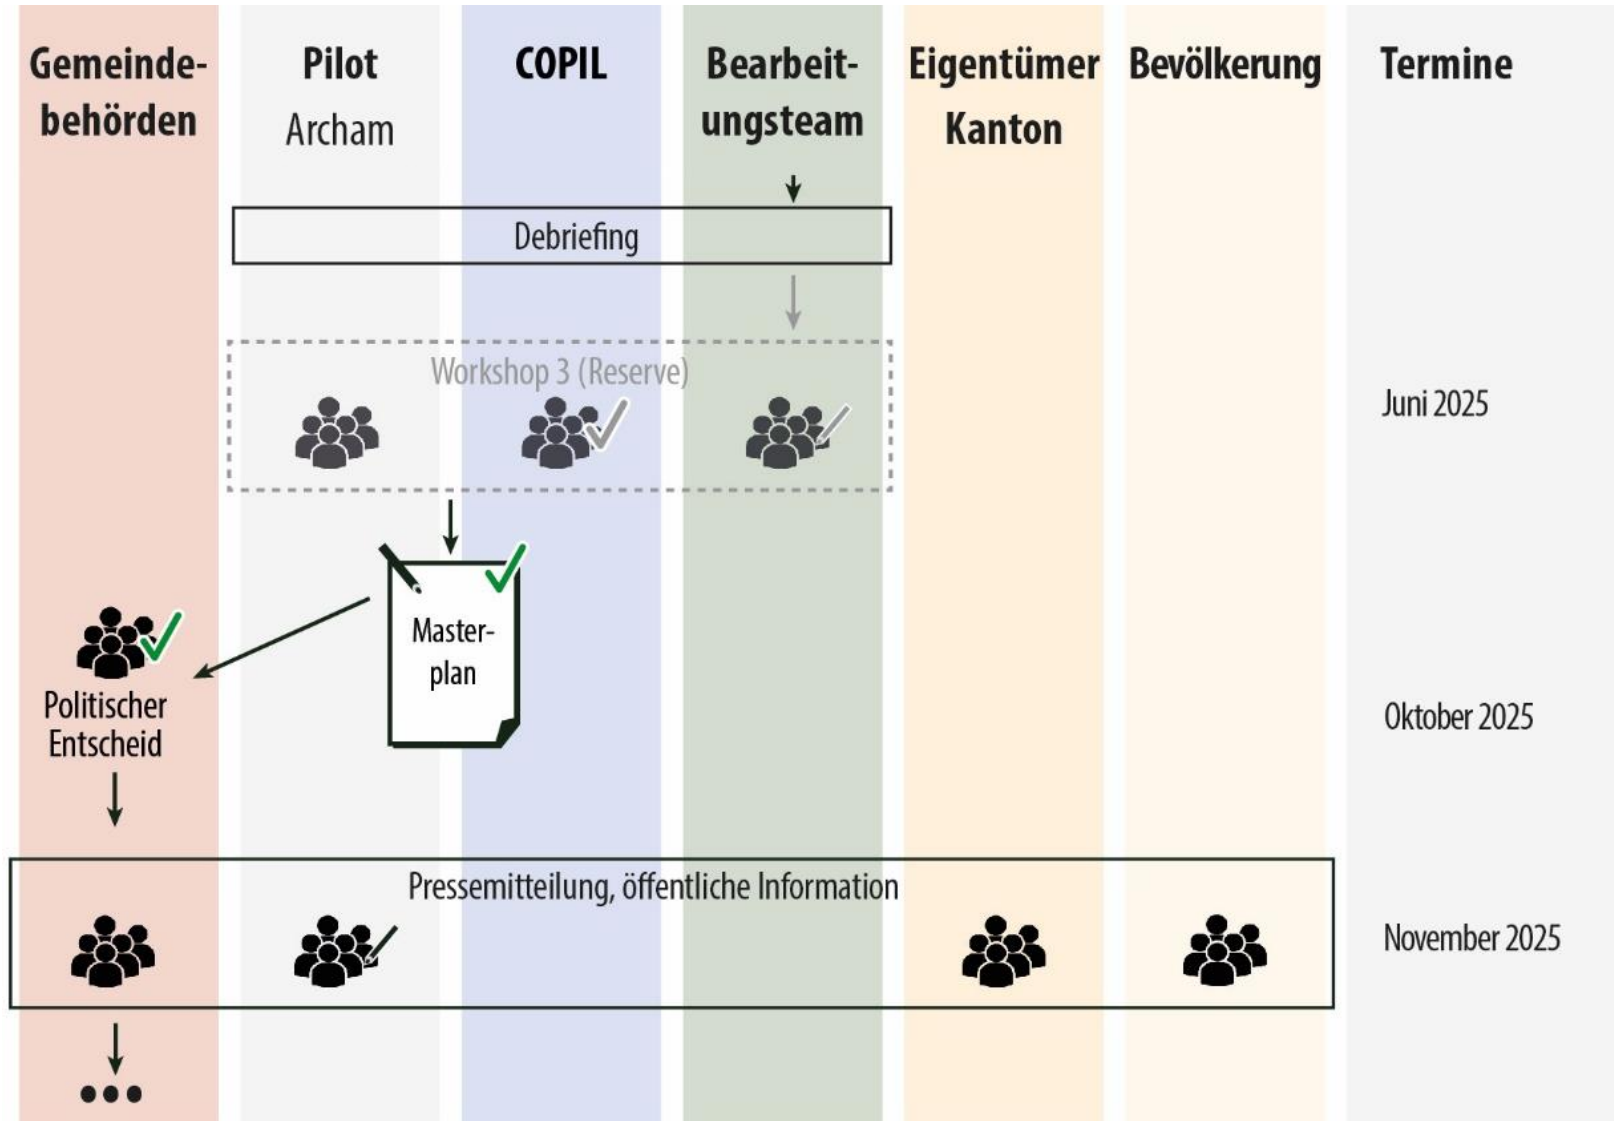 Gemeinde-
behörden
Pilot
Archam
COPIL
Bearbeit-
ungsteam
Eigentümer
Kanton
Bevölkerung
Termine
Debriefing
Workshop 3 (Reserve)
Juni 2025
Master-
plan
Politischer
Entscheid
Oktober 2025
Pressemitteilung, öffentliche Information
November 2025